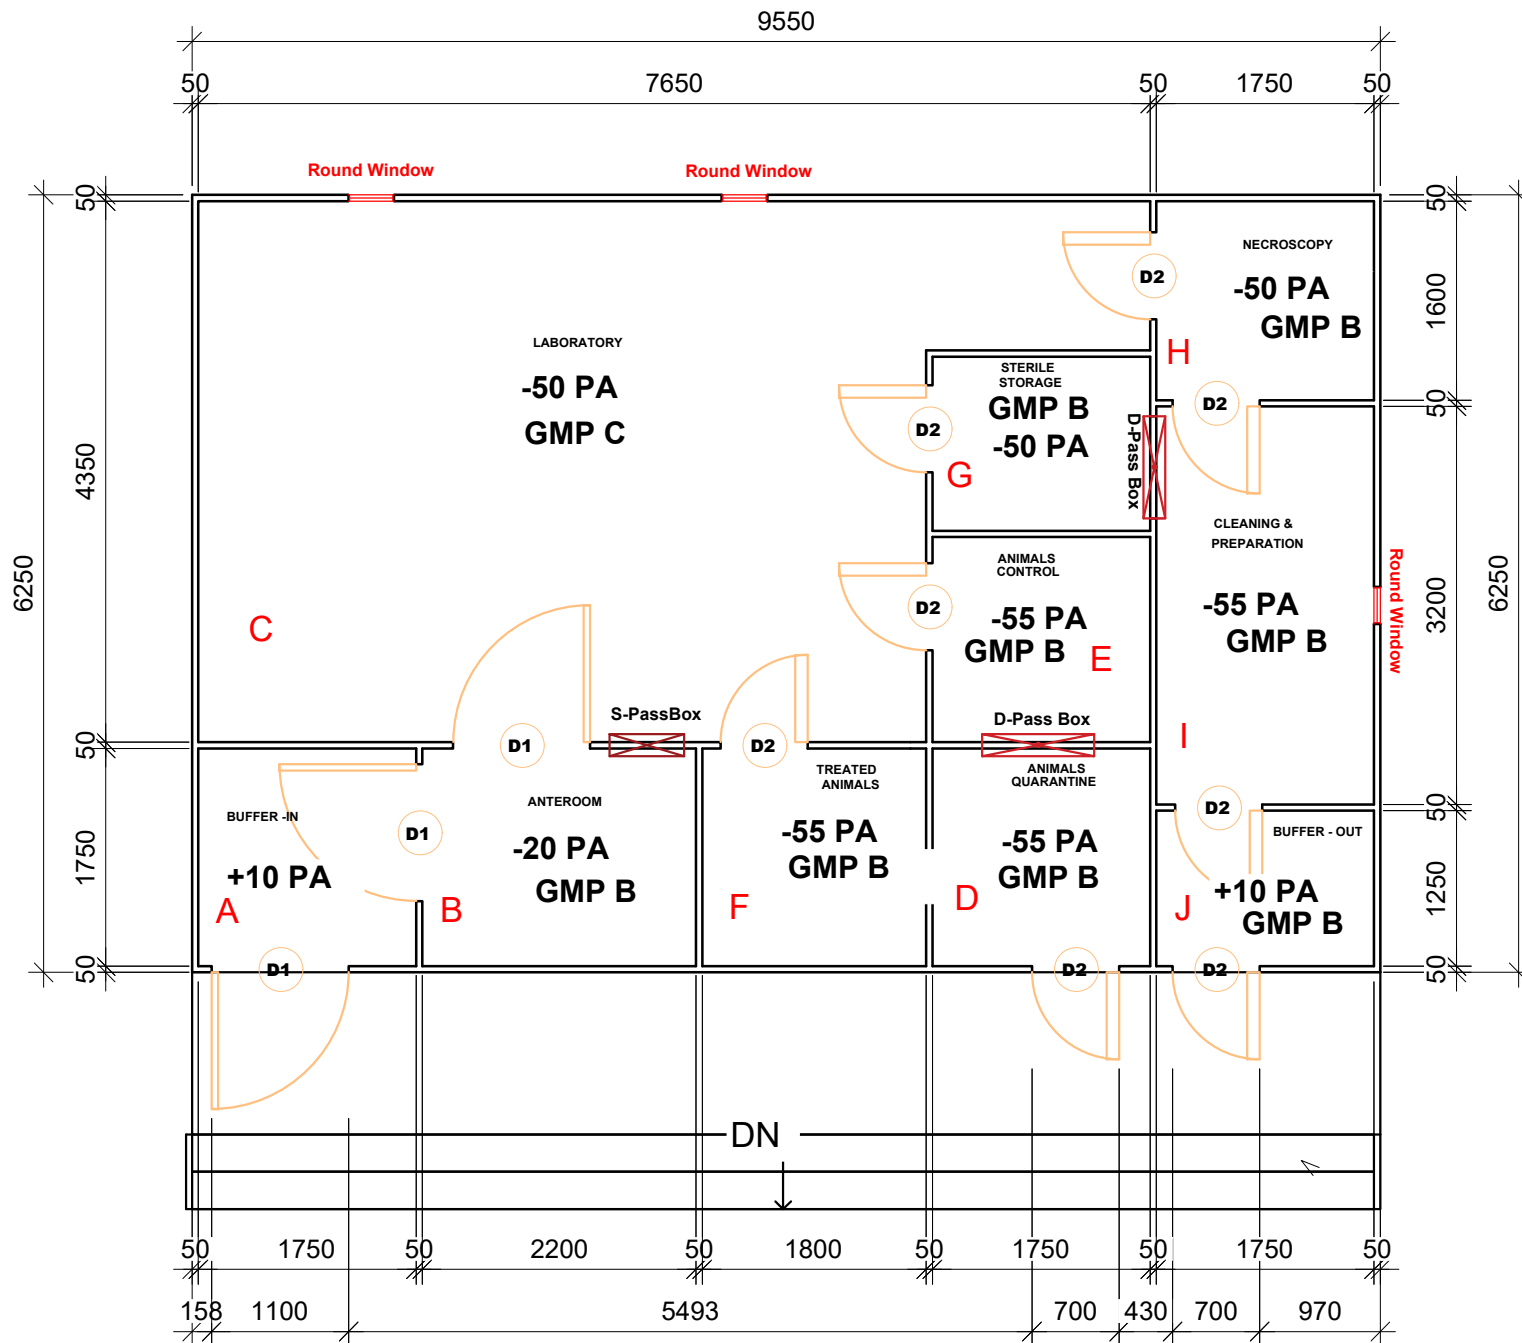 9550
50 7650 50 1750 50
Round Window
Round Window
50
50
NECROSCOPY
-50 PA
GMP B
D2
1600
LABORATORY
-50 PA
GMP C
H
STERILE
STORAGE
GMP B
-50 PA
D2
G
D-Pass Box
D2
50
4350
CLEANING &
PREPARATION
-55 PA
GMP B
Round Window
3200
6250
6250
ANIMALS
CONTROL
-55 PA
GMP B
D2
E
C
S-PassBox
D-Pass Box
D1
D2
I
50
TREATED
ANIMALS
-55 PA
GMP B
F
ANIMALS
QUARANTINE
-55 PA
GMP B
D
ANTEROOM
-20 PA
GMP B
B
BUFFER -IN
+10 PA
A
D1
1750
D2
50
BUFFER - OUT
+10 PA
GMP B
J
1250
50
D1
D2
D2
50
DN
50 1750 50 2200 50 1800 50 1750 50 1750 50
158 1100 5493 700 430 700 970